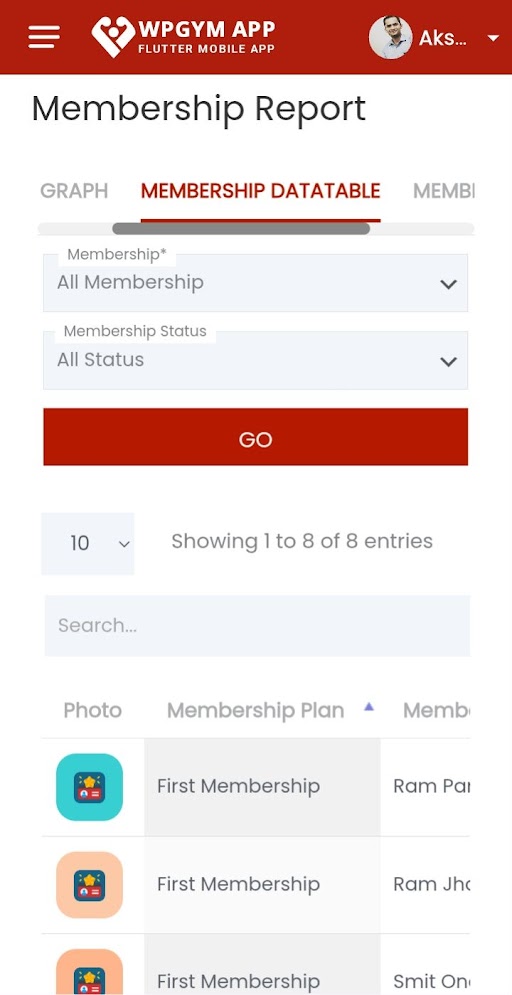 WPGYM APP
FLUTTER MOBILE APP
Aks...
Membership Report
GRAPH MEMBERSHIP DATATABLE MEMB
Membership*
All Membership
Membership Status
All Status
GO
10 Showing 1 to 8 of 8 entries
Search...
Photo Membership Plan Memb
First Membership Ram Par
First Membership Ram Jh
First Membership Smit On